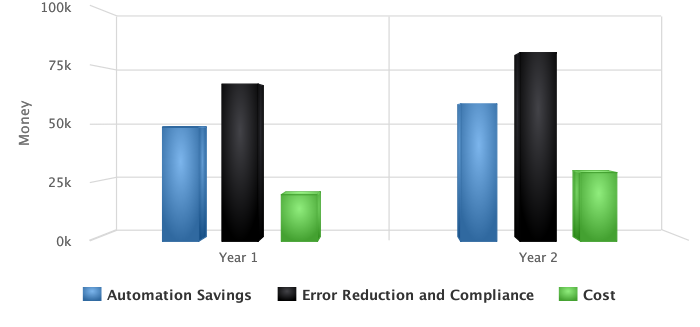 100k
75k
50k
25k
0k
Money
Year 1
Year 2
Automation Savings
Error Reduction and Compliance
Cost